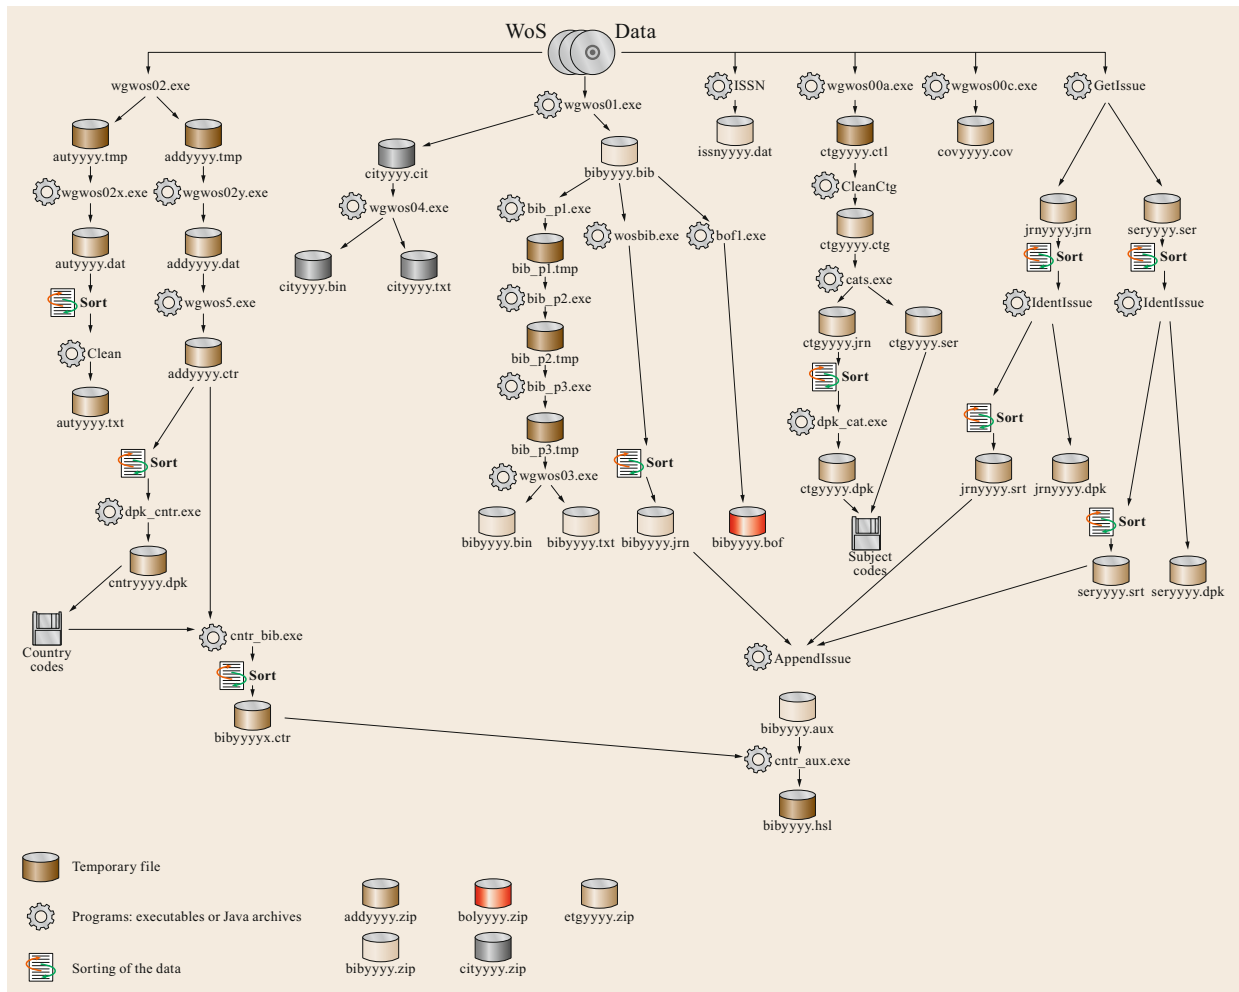 WoS Data
wgwos02.exe
wgwos01.exe
ISSN
wgwos00a.exe
wgwos00c.exe
GetIssue
autyyyy.tmp
addyyyy.tmp
cityyyy.cit
bibyyyy.bib
issnyyyy.dat
ctgyyyy.ctl
covyyyy.cov
wgwos02x.exe
wgwos02y.exe
wgwos04.exe
bib_p1.exe
wosbib.exe
bof1.exe
CleanCtg
jrnyyyy.jrn
seryyyy.ser
autyyyy.dat
addyyyy.dat
cityyyy.bin
cityyyy.txt
bib_p1.tmp
ctgyyyy.ctg
Sort
Sort
Sort
wgwos5.exe
bib_p2.exe
cats.exe
IdentIssue
IdentIssue
Clean
addyyyy.ctr
bib_p2.tmp
ctgyyyy.jrn
ctgyyyy.ser
autyyyy.txt
bib_p3.exe
Sort
bib_p3.tmp
dpk_cat.exe
Sort
Sort
wgwos03.exe
Sort
ctgyyyy.dpk
jrnyyyy.srt
jrnyyyy.dpk
dpk_cntr.exe
bibyyyy.bin
bibyyyy.txt
bibyyyy.jrn
bibyyyy.bof
Subject
codes
Sort
cntryyyy.dpk
seryyyy.srt
seryyyy.dpk
Country
codes
cntr_bib.exe
AppendIssue
Sort
bibyyyyx.ctr
bibyyyy.aux
cntr_aux.exe
bibyyyy.hsl
Temporary file
Programs: executables or Java archives
Sorting of the data
addyyyy.zip
bolyyyy.zip
etgyyyy.zip
bibyyyy.zip
cityyyy.zip